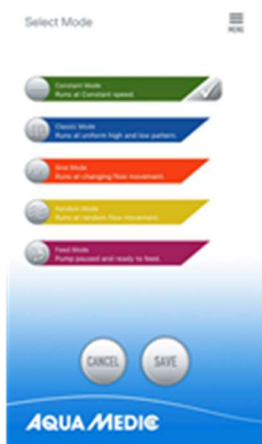 Select Mode
MENU
Constant Mode
Runs at Constant speed.
Classic Mode
Runs at uniform high and low pattern.
Sine Mode
Runs at changing flow movement.
Random Mode
Runs at random flow movement.
Feed Mode
Pump paused and ready to feed.
CANCEL
SAVE
AQUA MEDIC